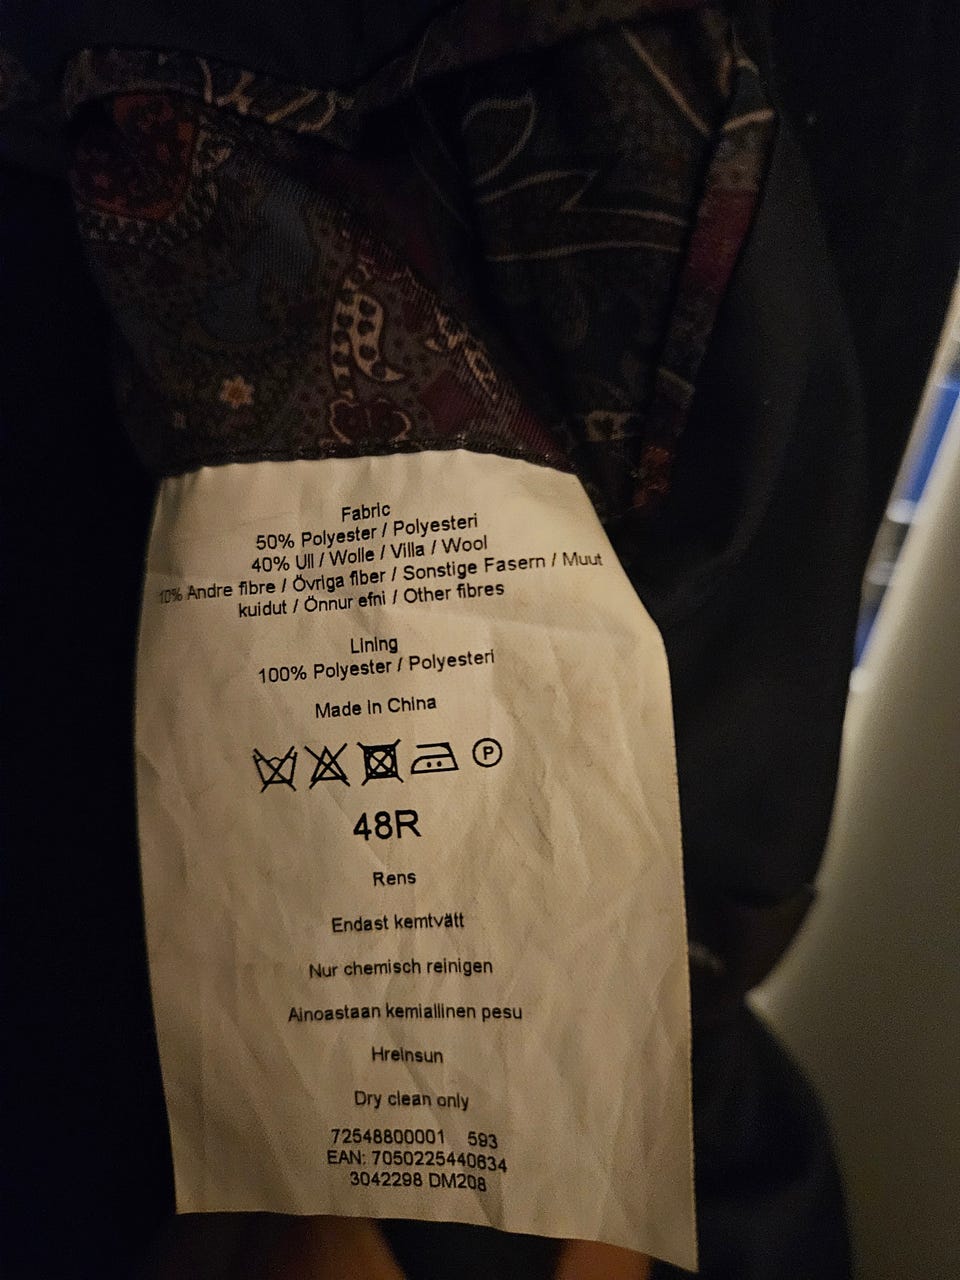 Fabric
50% Polyester / Polyesteri
40% Ull / Wolle / Villa / Wool
10% Andre fibre / Övriga fiber / Sonstige Fasern / Muut
kuidut / Önnur efni / Other fibres
Lining
100% Polyester / Polyesteri
Made in China
P
48R
Rens
Endast kemtvätt
Nur chemisch reinigen
Ainoastaan kemiallinen pesu
Hreinsun
Dry clean only
72548800001 593
EAN: 7050225440634
3042298 DM208